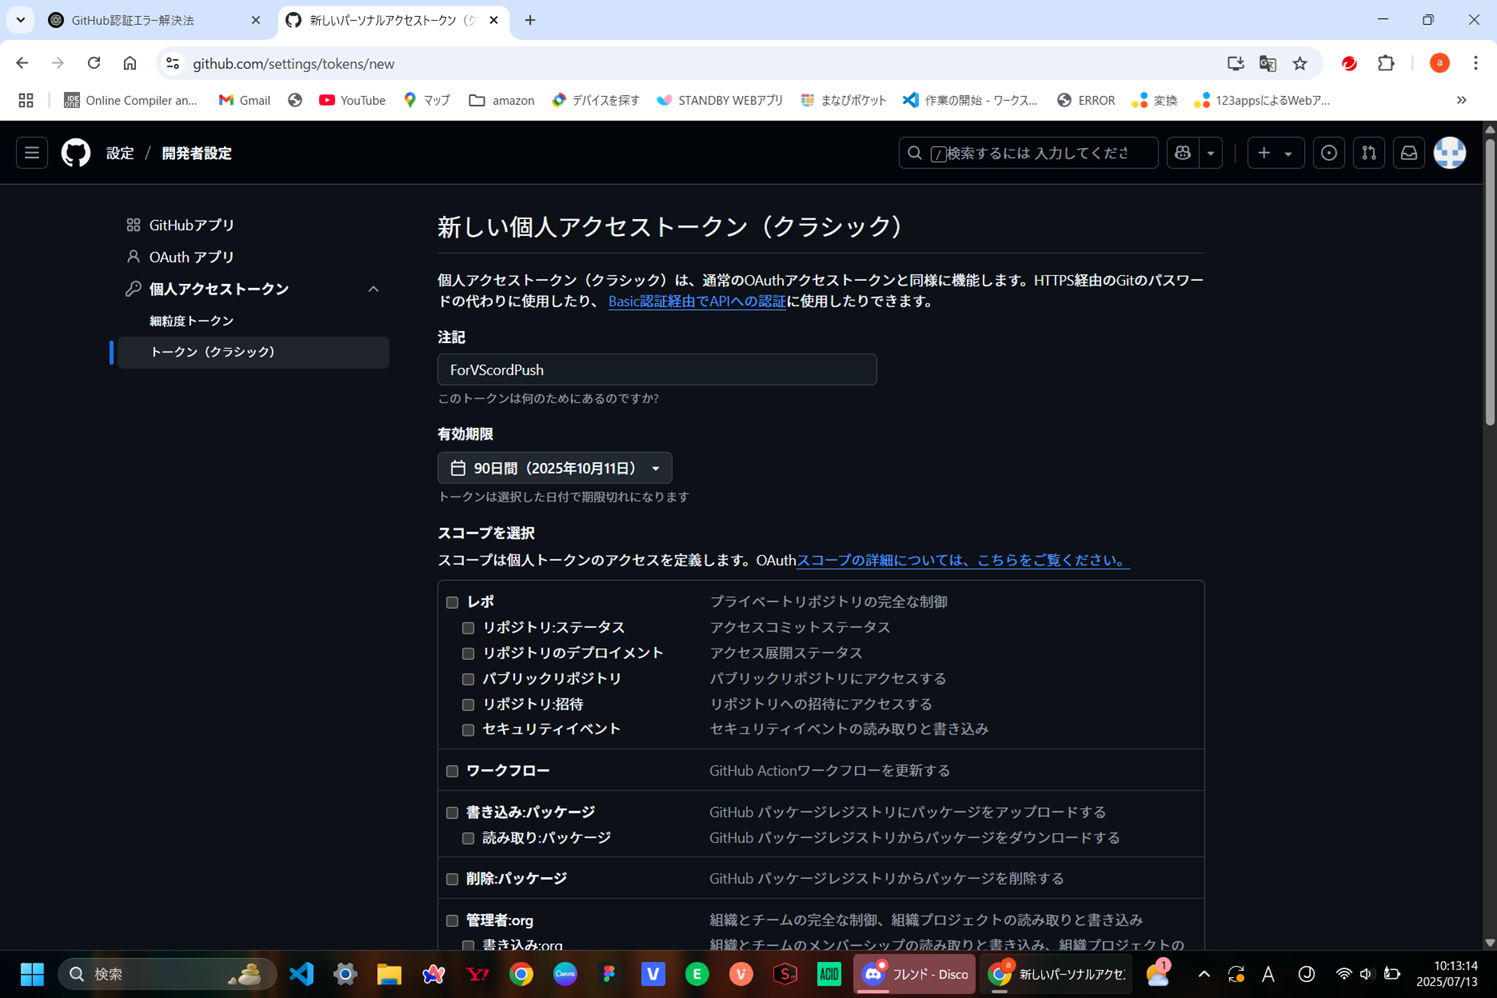 GitHub認証エラー解決法
新しいパーソナルアクセストークン（ク
github.com/settings/tokens/new
a
Online Compiler an...
Gmail
YouTube
マップ
amazon
デバイスを探す
STANDBY WEBアプリ
まなびポケット
作業の開始 - ワークス...
ERROR
変換
123appsによるWebア...
設定 / 開発者設定
/検索するには 入力してくださ
GitHubアプリ
OAuth アプリ
個人アクセストークン
細粒度トークン
トークン（クラシック）
新しい個人アクセストークン（クラシック）
個人アクセストークン（クラシック）は、通常のOAuthアクセストークンと同様に機能します。HTTPS経由のGitのパスワー
ドの代わりに使用したり、 Basic認証経由でAPIへの認証に使用したりできます。
注記
ForVScordPush
このトークンは何のためにあるのですか?
有効期限
90日間（2025年10月11日）
トークンは選択した日付で期限切れになります
スコープを選択
スコープは個人トークンのアクセスを定義します。OAuthスコープの詳細については、こちらをご覧ください。
レポ プライベートリポジトリの完全な制御
リポジトリ:ステータス アクセスコミットステータス
リポジトリのデプロイメント アクセス展開ステータス
パブリックリポジトリ パブリックリポジトリにアクセスする
リポジトリ:招待 リポジトリへの招待にアクセスする
セキュリティイベント セキュリティイベントの読み取りと書き込み
ワークフロー GitHub Actionワークフローを更新する
書き込み:パッケージ GitHub パッケージレジストリにパッケージをアップロードする
読み取り:パッケージ GitHub パッケージレジストリからパッケージをダウンロードする
削除:パッケージ GitHub パッケージレジストリからパッケージを削除する
管理者:org 組織とチームの完全な制御、組織プロジェクトの読み取りと書き込み
書き込み:org 組織とチームのメンバーシップの読み取りと書き込み、組織プロジェクトの
検索
Y!
Canva
V
E
V
S
ACID
フレンド - Disco
新しいパーソナルアクセ
1
A
J
10:13:14
2025/07/13